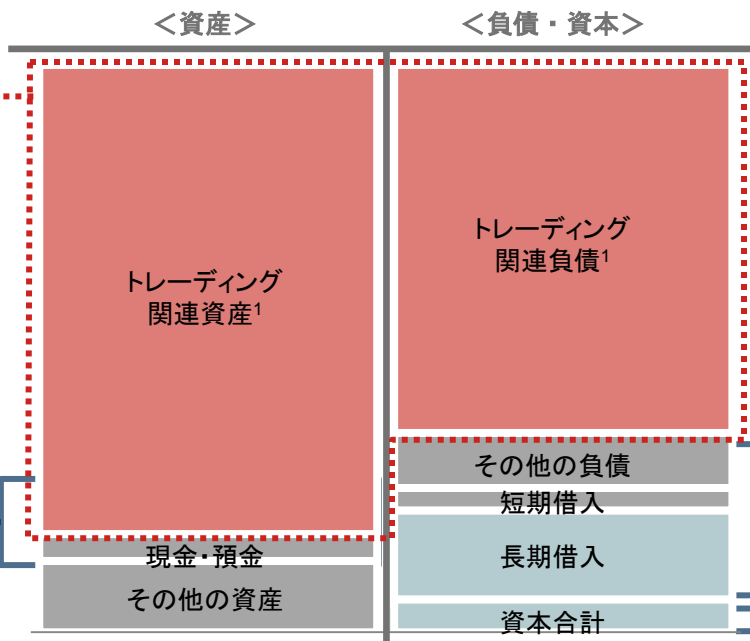 ＜資産＞
＜負債・資本＞
トレーディング
関連資産1
現金・預金
その他の資産
トレーディング
関連負債1
その他の負債
短期借入
長期借入
資本合計